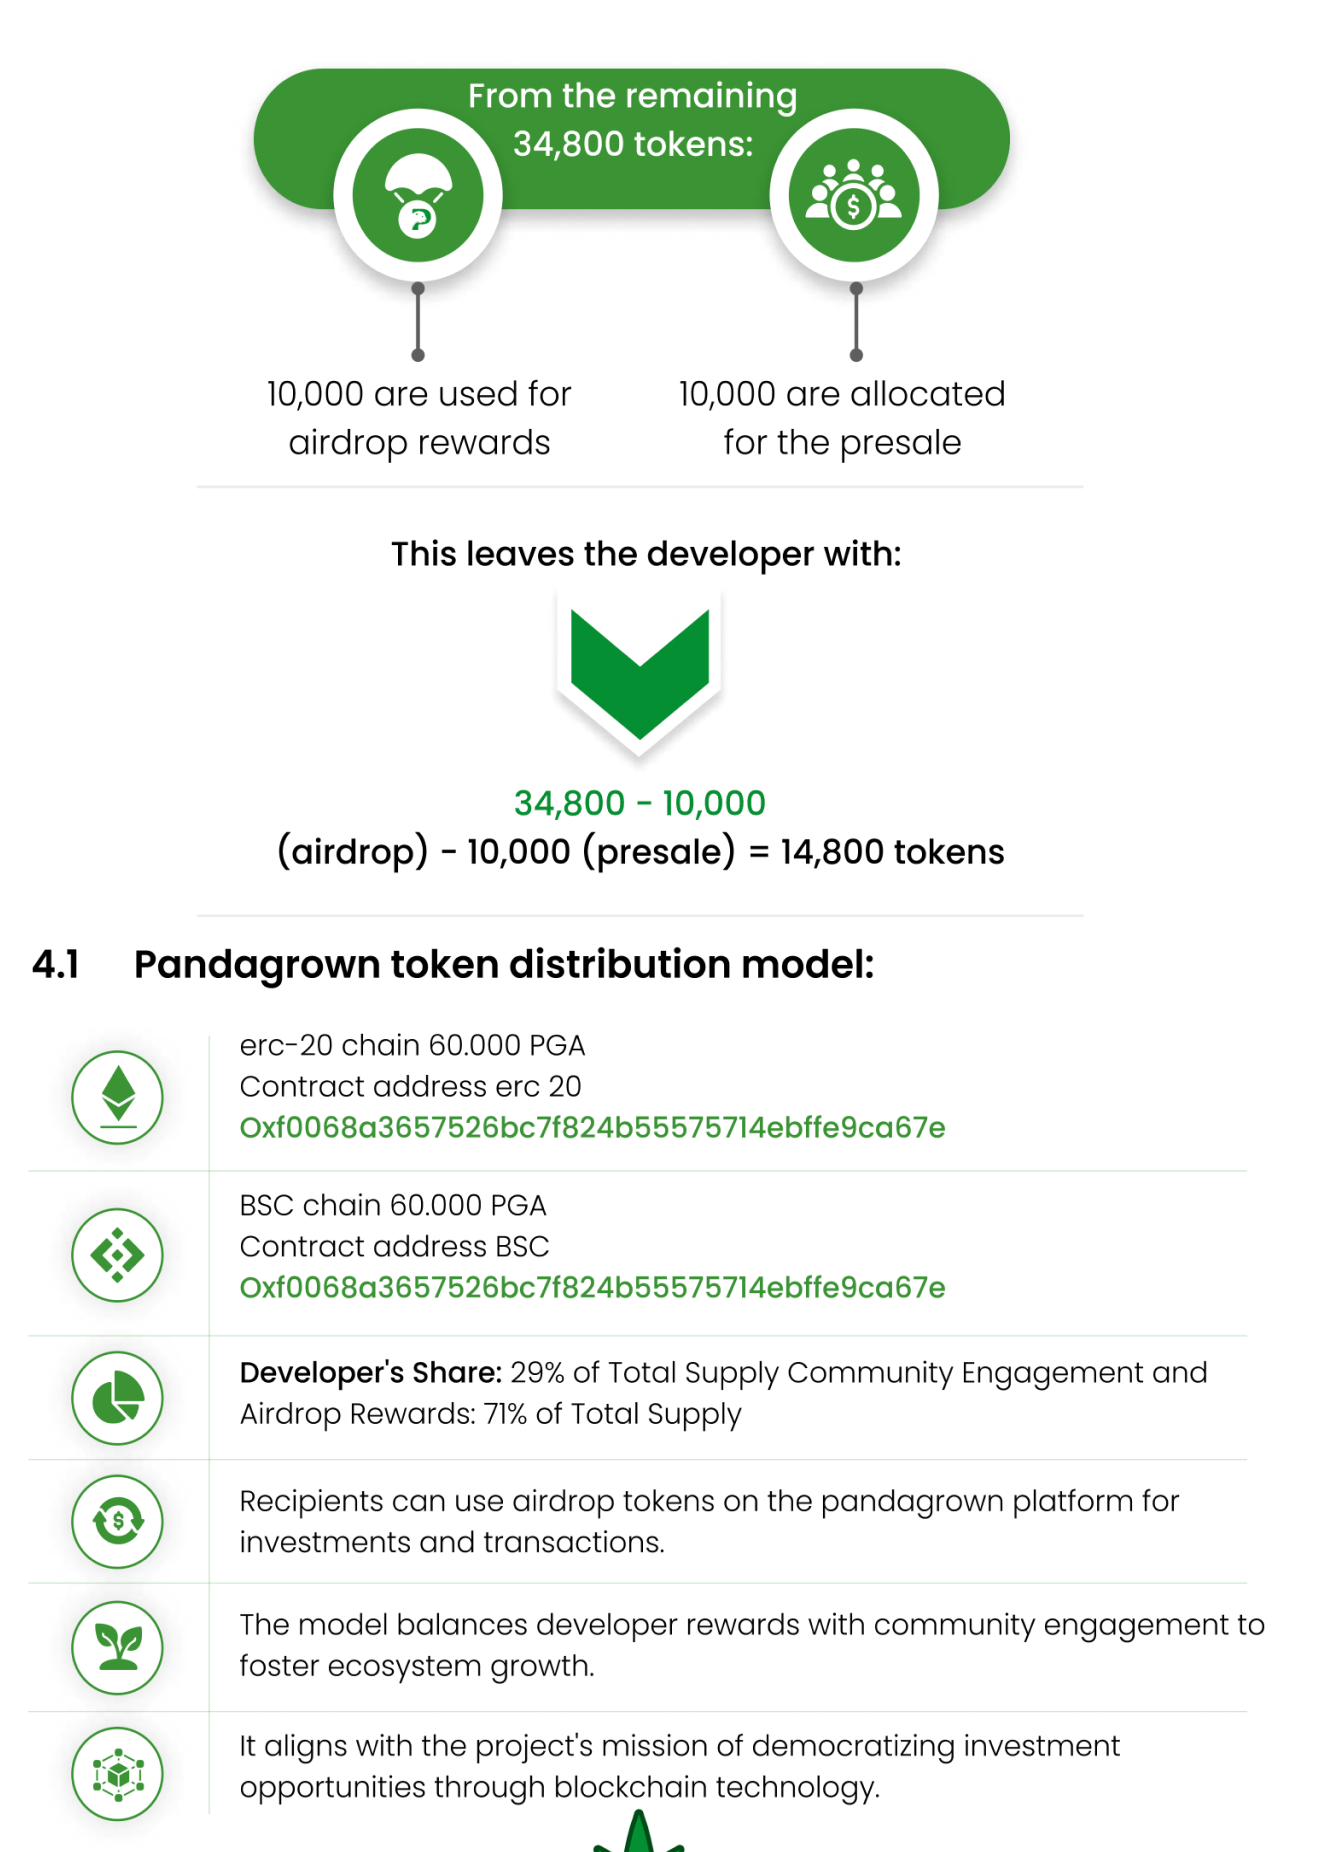 From the remaining
34,800 tokens:
10,000 are used for
airdrop rewards
10,000 are allocated
for the presale
This leaves the developer with:
34,800 - 10,000
(airdrop) - 10,000 (presale) = 14,800 tokens
4.1 Pandagrown token distribution model:
erc-20 chain 60.000 PGA
Contract address erc 20
0xf0068a3657526bc7f824b55575714ebffe9ca67e
BSC chain 60.000 PGA
Contract address BSC
0xf0068a3657526bc7f824b55575714ebffe9ca67e
Developer's Share: 29% of Total Supply Community Engagement and
Airdrop Rewards: 71% of Total Supply
Recipients can use airdrop tokens on the pandagrown platform for
investments and transactions.
The model balances developer rewards with community engagement to
foster ecosystem growth.
It aligns with the project's mission of democratizing investment
opportunities through blockchain technology.